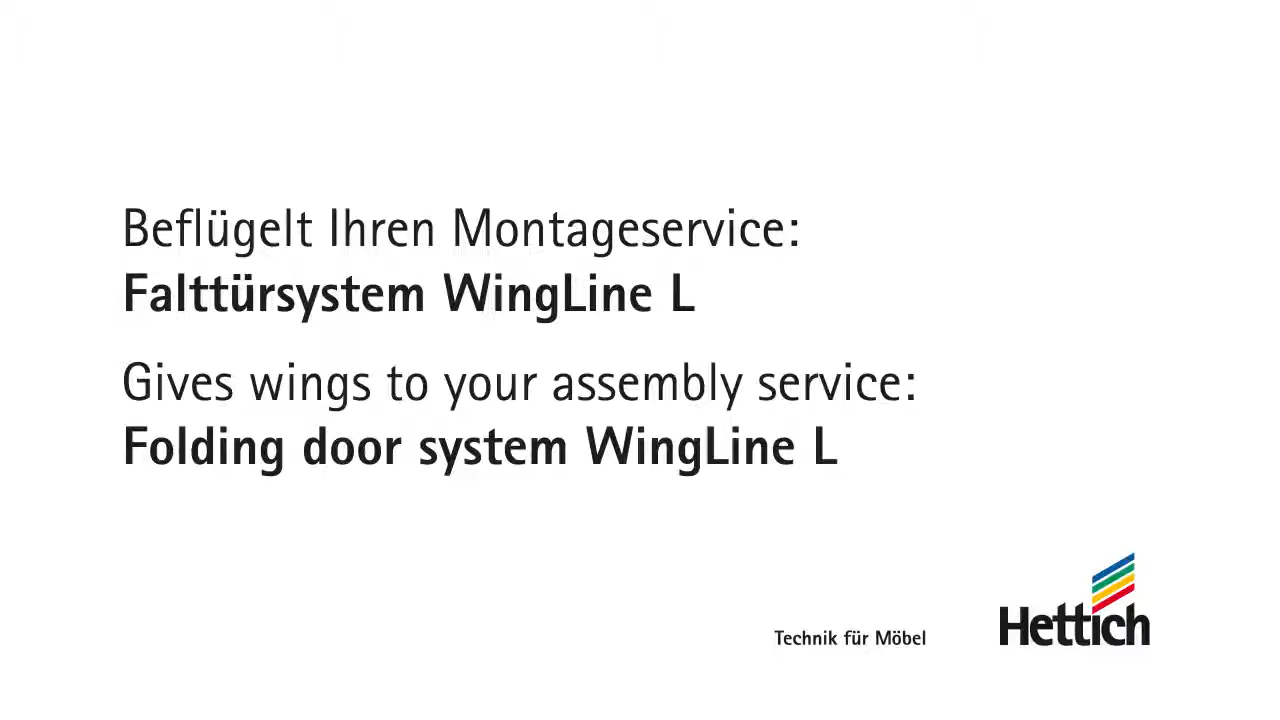 Beflügelt Ihren Montageservice:
Falttürsystem WingLine L
Gives wings to your assembly service:
Folding door system WingLine L
Technik für Möbel
Hettich